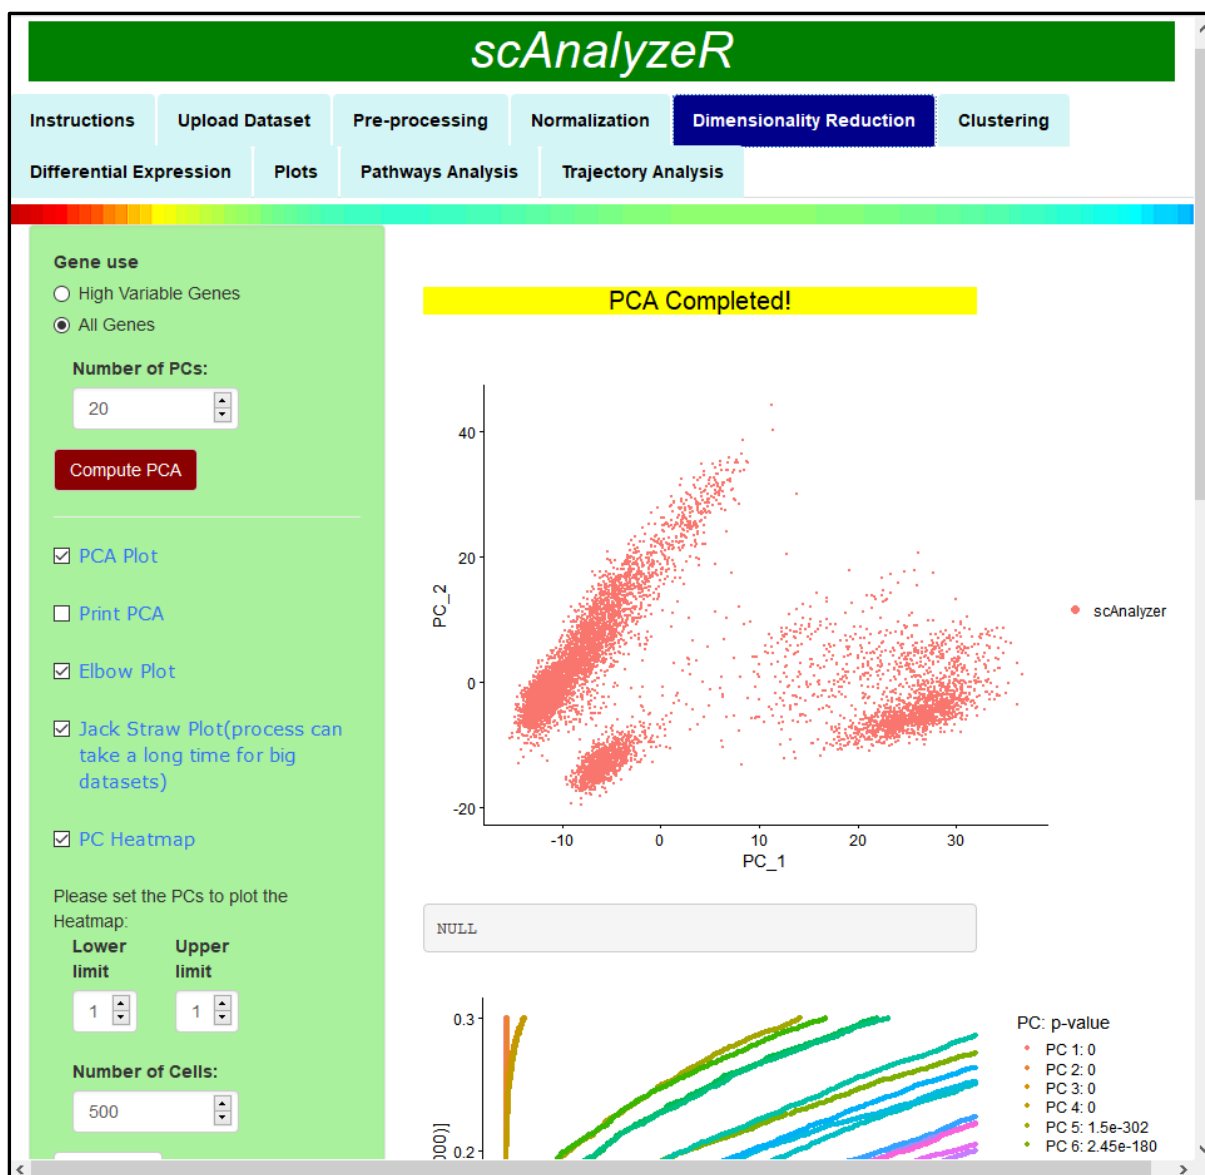 scAnalyzeR
Instructions Upload Dataset Pre-processing Normalization Dimensionality Reduction Clustering
Differential Expression Plots Pathways Analysis Trajectory Analysis
Gene use
High Variable Genes
All Genes
Number of PCs:
20
Compute PCA
PCA Plot
Print PCA
Elbow Plot
Jack Straw Plot(process can
take a long time for big
datasets)
PC Heatmap
Please set the PCs to plot the
Heatmap:
Lower Upper
limit limit
1 1
Number of Cells:
500
PCA Completed!
40
20
0
-20
PC_2
-10 0 10 20 30
PC_1
scAnalyzer
NULL
0.3
0.2
000)]
PC: p-value
PC 1: 0
PC 2: 0
PC 3: 0
PC 4: 0
PC 5: 1.5e-302
PC 6: 2.45e-180